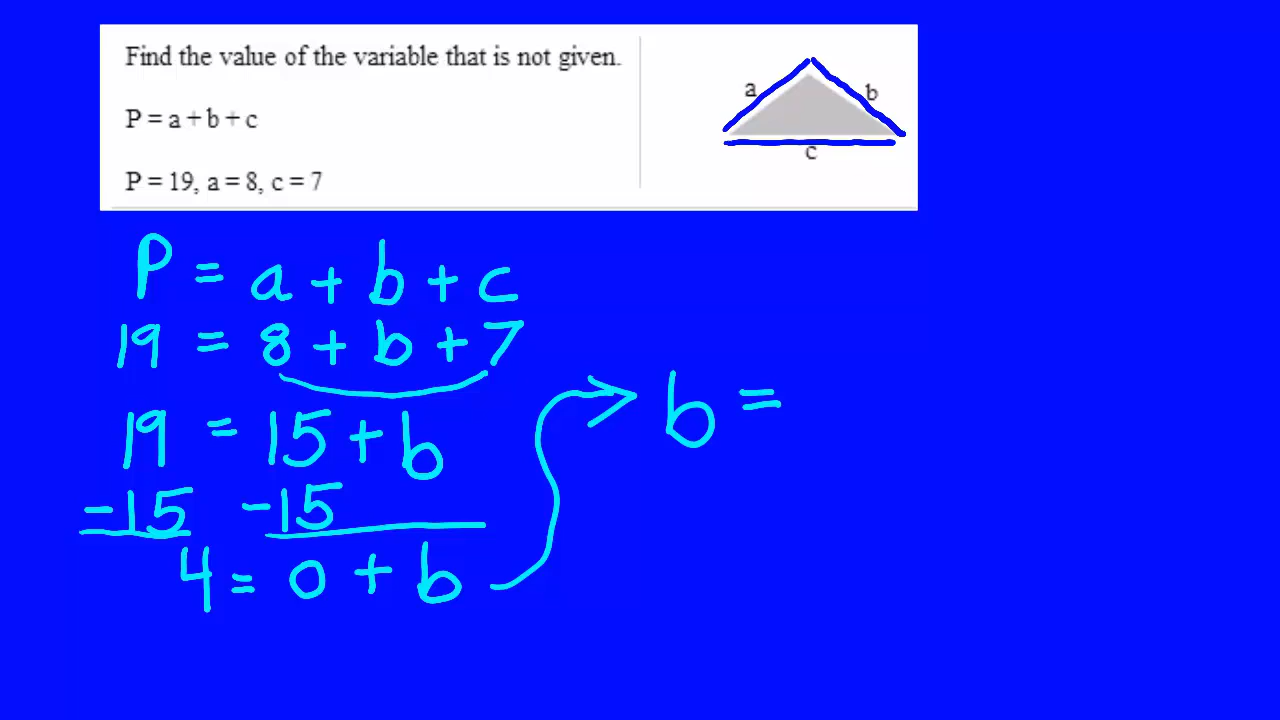 Find the value of the variable that is not given.
P = a + b + c
P = 19, a = 8, c = 7
a
b
c
P = a + b + c
19 = 8 + b + 7
19 = 15 + b
-15 -15
4 = 0 + b
b =